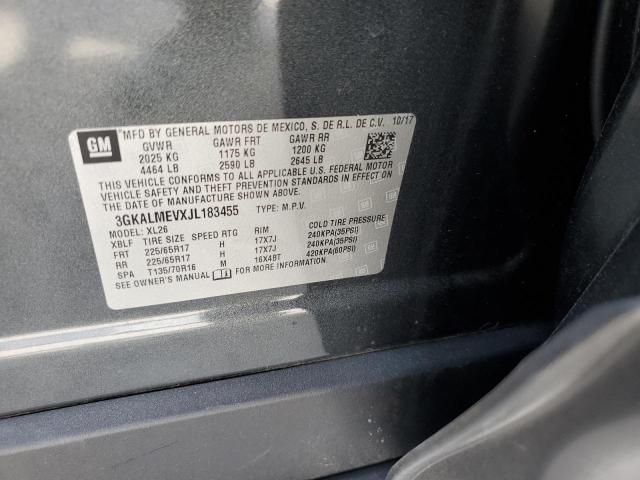 GM
MFD BY GENERAL MOTORS DE MEXICO, S. DE R.L. DE C.V. 10/17
GVWR GAWR FRT GAWR RR
2025 KG 1175 KG 1200 KG
4464 LB 2590 LB 2645 LB
THIS VEHICLE CONFORMS TO ALL APPLICABLE U.S. FEDERAL MOTOR
VEHICLE SAFETY AND THEFT PREVENTION STANDARDS IN EFFECT ON
THE DATE OF MANUFACTURE SHOWN ABOVE.
3GKALMEVXJL183455 TYPE: M.P.V.
MODEL: XL26
XBLF TIRE SIZE SPEED RTG RIM COLD TIRE PRESSURE
FRT 225/65R17 H 17X7J 240KPA(35PSI)
RR 225/65R17 H 17X7J 240KPA(35PSI)
SPA T135/70R16 M 16X4BT 420KPA(60PSI)
SEE OWNER'S MANUAL FOR MORE INFORMATION.